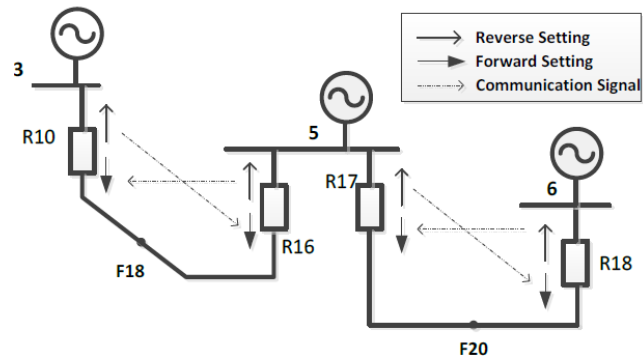 Reverse Setting
Forward Setting
Communication Signal
3
R10
5
R17
6
R16
R18
F18
F20